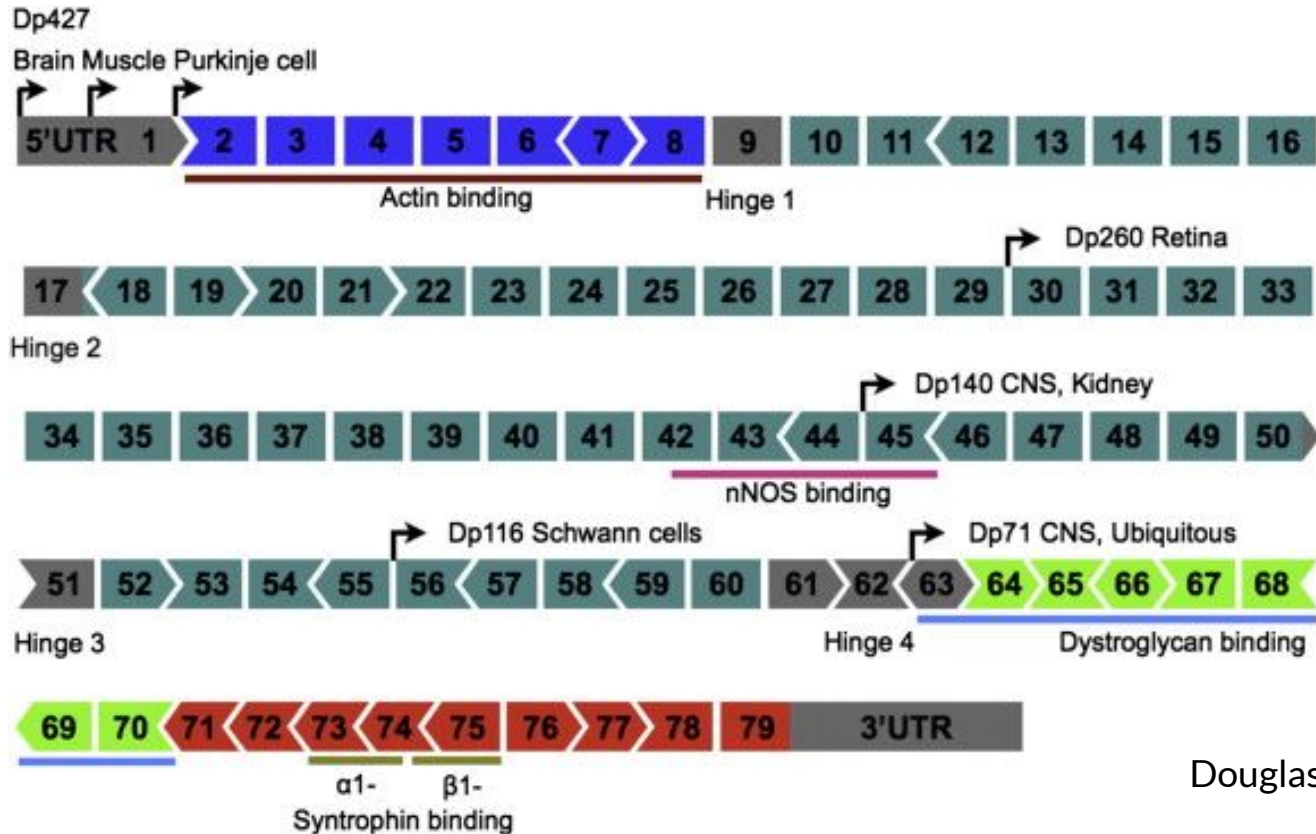 Dp427
Brain Muscle Purkinje cell
5'UTR 1 2 3 4 5 6 7 8 9 10 11 12 13 14 15 16
Actin binding Hinge 1
Dp260 Retina
17 18 19 20 21 22 23 24 25 26 27 28 29 30 31 32 33
Hinge 2
Dp140 CNS, Kidney
34 35 36 37 38 39 40 41 42 43 44 45 46 47 48 49 50
nNOS binding
Dp116 Schwann cells Dp71 CNS, Ubiquitous
51 52 53 54 55 56 57 58 59 60 61 62 63 64 65 66 67 68
Hinge 3 Hinge 4 Dystroglycan binding
69 70 71 72 73 74 75 76 77 78 79 3'UTR
α1- β1-
Syntrophin binding
Douglas